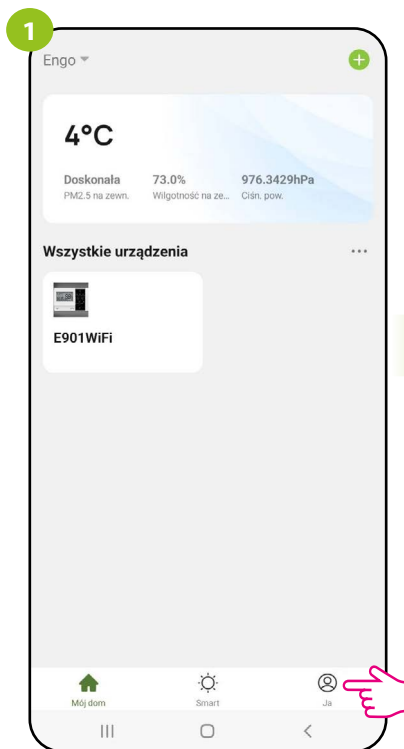 1
Engo
4°C
Doskonała 73.0% 976.3429hPa
PM2.5 na zewn. Wilgotność na ze... Ciśn. pow.
Wszystkie urządzenia
E901WiFi
Mój dom Smart Ja